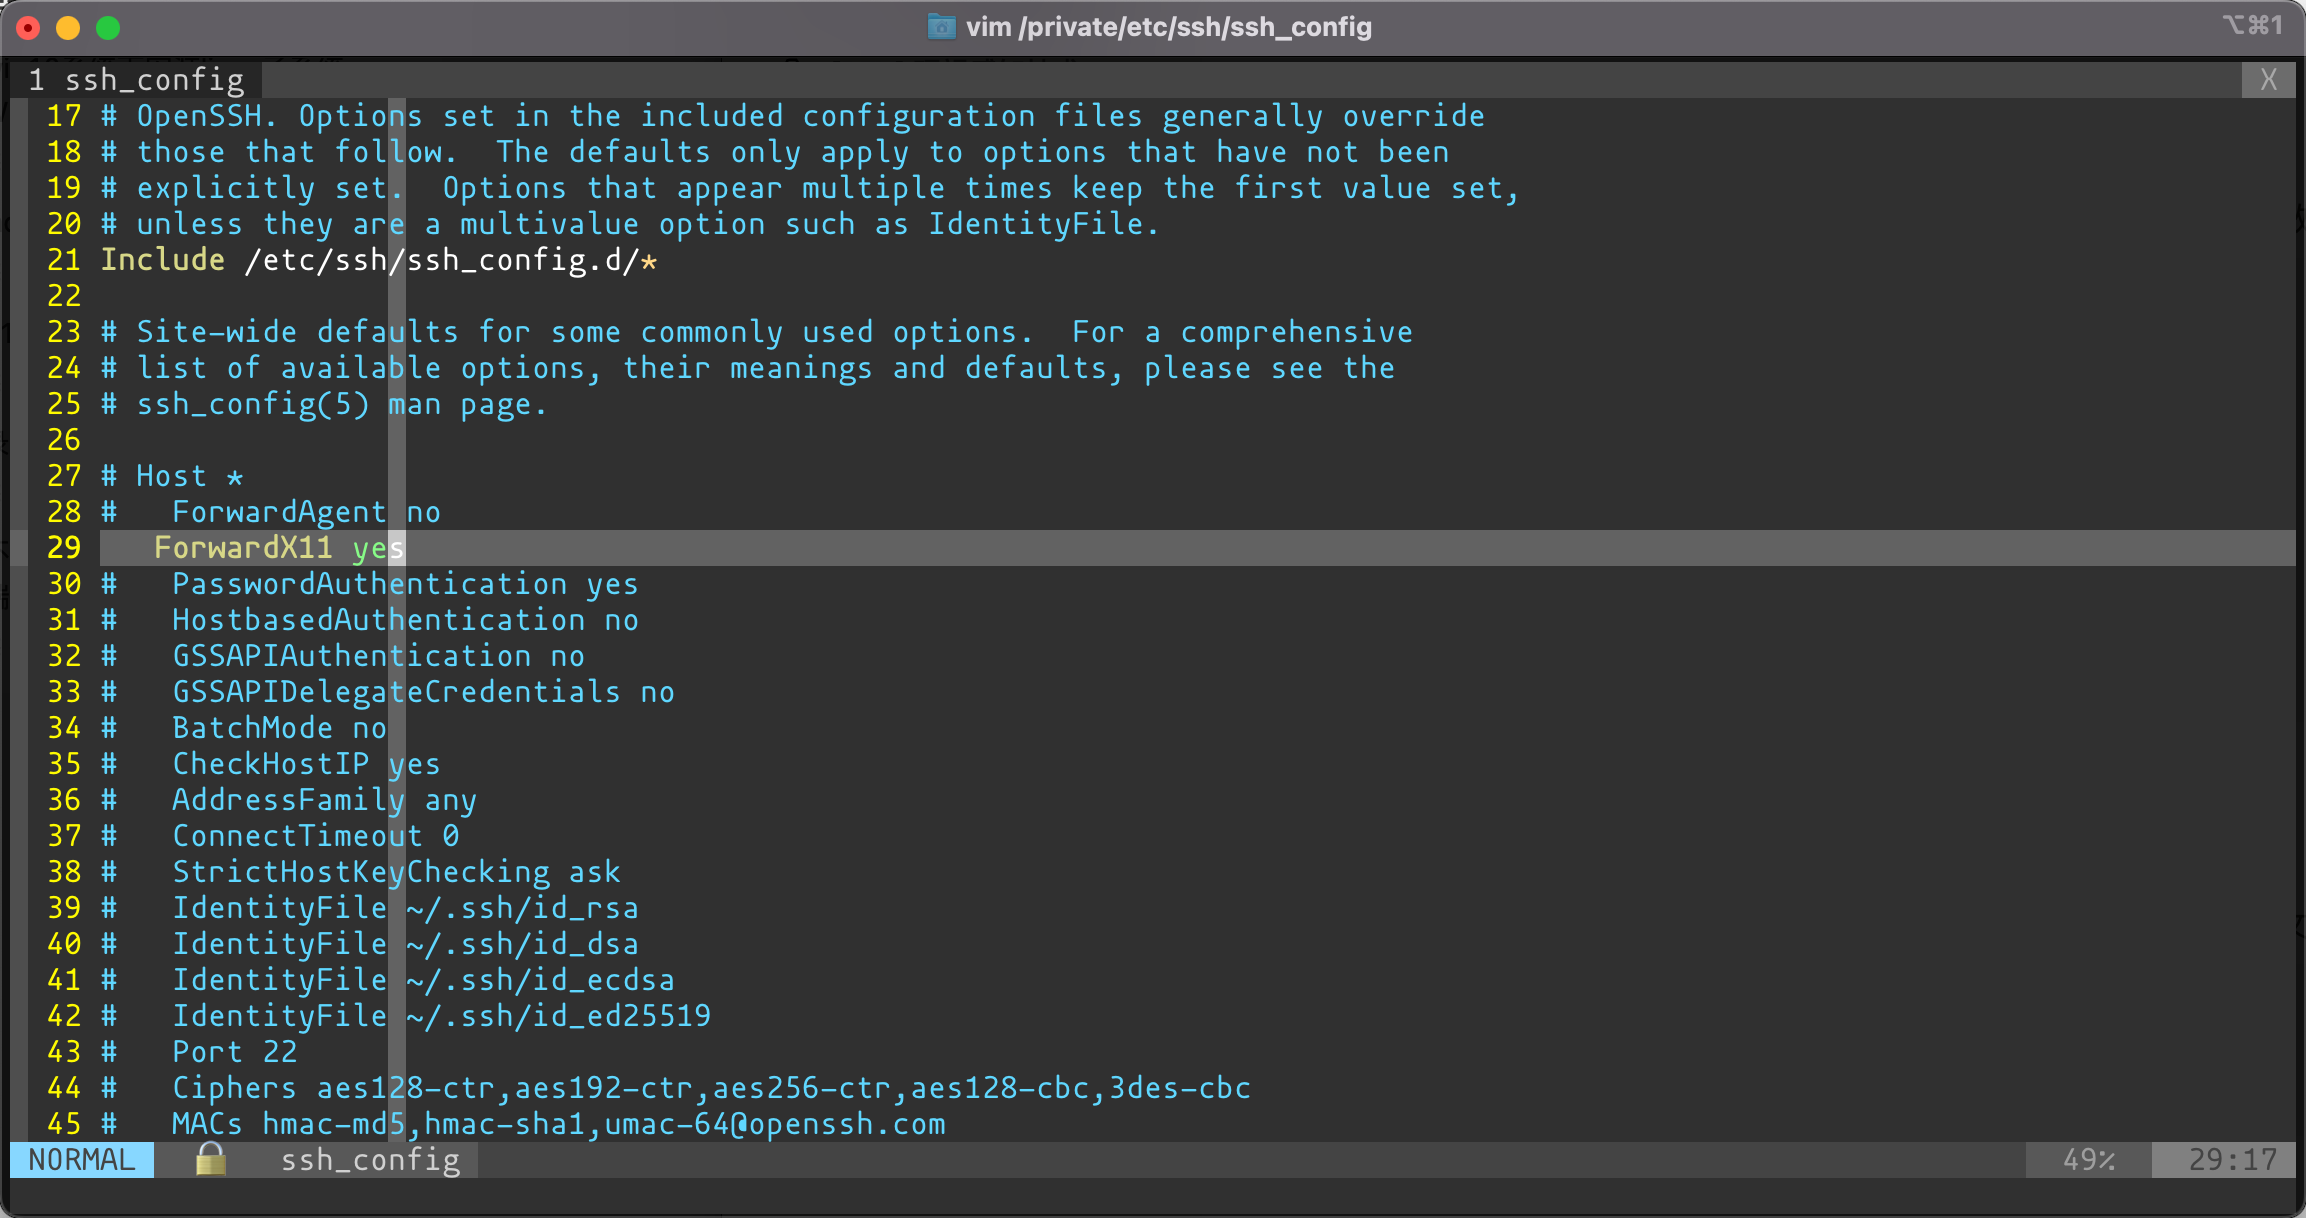 vim /private/etc/ssh/ssh_config ⌥⌘1
1 ssh_config X
17 # OpenSSH. Options set in the included configuration files generally override
18 # those that follow.  The defaults only apply to options that have not been
19 # explicitly set.  Options that appear multiple times keep the first value set,
20 # unless they are a multivalue option such as IdentityFile.
21 Include /etc/ssh/ssh_config.d/*
22
23 # Site-wide defaults for some commonly used options.  For a comprehensive
24 # list of available options, their meanings and defaults, please see the
25 # ssh_config(5) man page.
26
27 # Host *
28 #   ForwardAgent no
29    ForwardX11 yes
30 #   PasswordAuthentication yes
31 #   HostbasedAuthentication no
32 #   GSSAPIAuthentication no
33 #   GSSAPIDelegateCredentials no
34 #   BatchMode no
35 #   CheckHostIP yes
36 #   AddressFamily any
37 #   ConnectTimeout 0
38 #   StrictHostKeyChecking ask
39 #   IdentityFile ~/.ssh/id_rsa
40 #   IdentityFile ~/.ssh/id_dsa
41 #   IdentityFile ~/.ssh/id_ecdsa
42 #   IdentityFile ~/.ssh/id_ed25519
43 #   Port 22
44 #   Ciphers aes128-ctr,aes192-ctr,aes256-ctr,aes128-cbc,3des-cbc
45 #   MACs hmac-md5,hmac-sha1,umac-64@openssh.com
NORMAL 🔒 ssh_config 49% 29:17